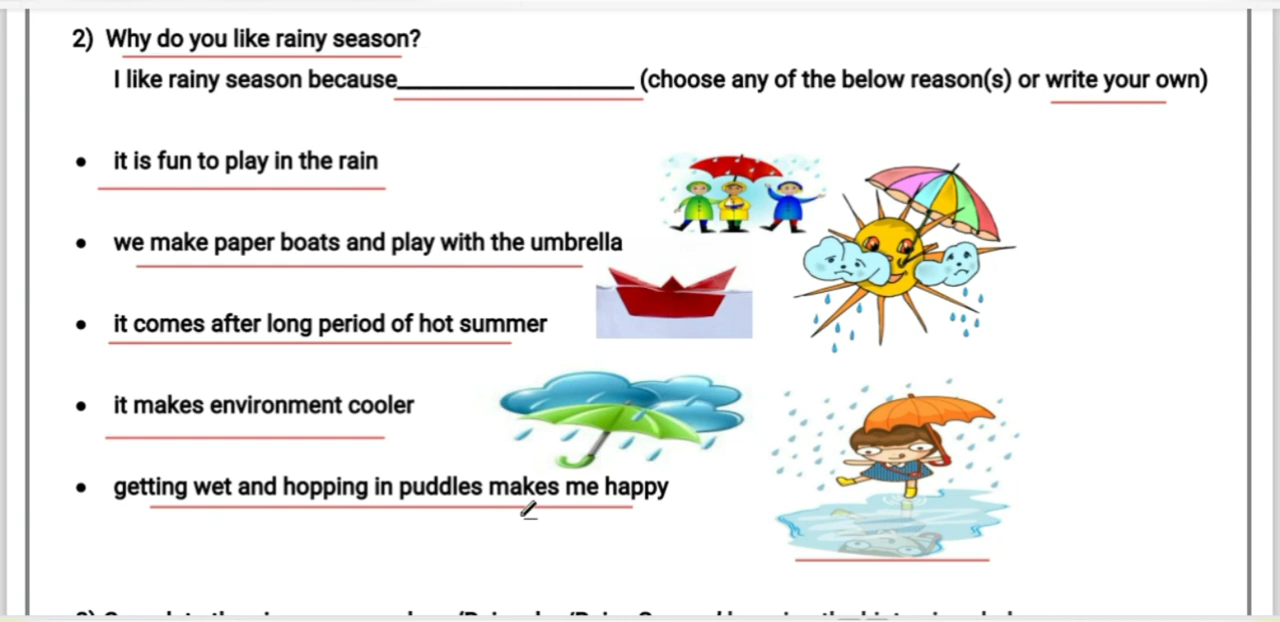 2) Why do you like rainy season?
I like rainy season because____________________ (choose any of the below reason(s) or write your own)
• it is fun to play in the rain
• we make paper boats and play with the umbrella
• it comes after long period of hot summer
• it makes environment cooler
• getting wet and hopping in puddles makes me happy